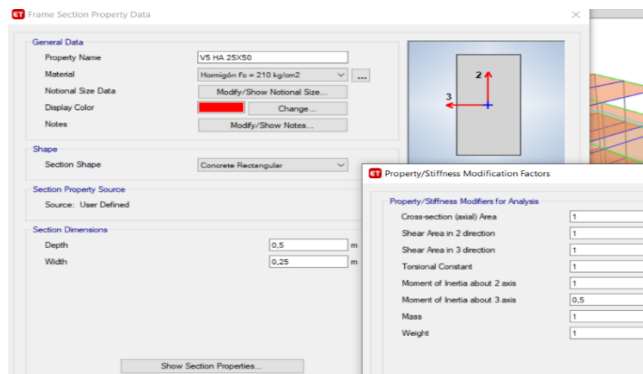 ET Frame Section Property Data
General Data
Property Name V5 HA 25X50
Material Hormigón Fc = 210 kg/cm2 ...
Notional Size Data Modify/Show Notional Size...
Display Color Change...
Notes Modify/Show Notes...
Shape
Section Shape Concrete Rectangular
Section Property Source
Source: User Defined
Section Dimensions
Depth 0,5 m
Width 0,25 m
Show Section Properties...
2
3
ET Property/Stiffness Modification Factors
Property/Stiffness Modifiers for Analysis
Cross-section (axial) Area 1
Shear Area in 2 direction 1
Shear Area in 3 direction 1
Torsional Constant 1
Moment of Inertia about 2 axis 1
Moment of Inertia about 3 axis 0,5
Mass 1
Weight 1